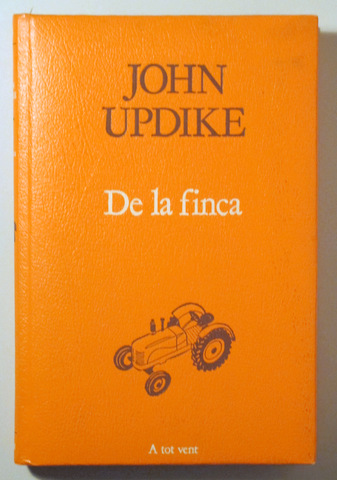 JOHN
UPDIKE
De la finca
A tot vent